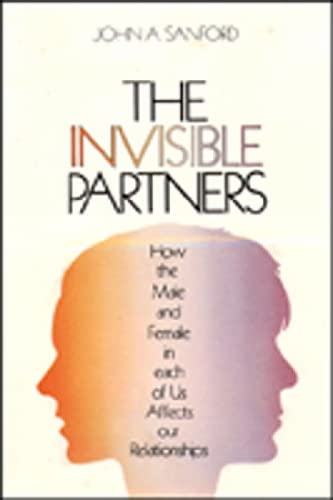 JOHN A. SANFORD
THE
INVISIBLE
PARTNERS
How
the
Male
and
Female
in
each
of Us
Affects
our
Relationships